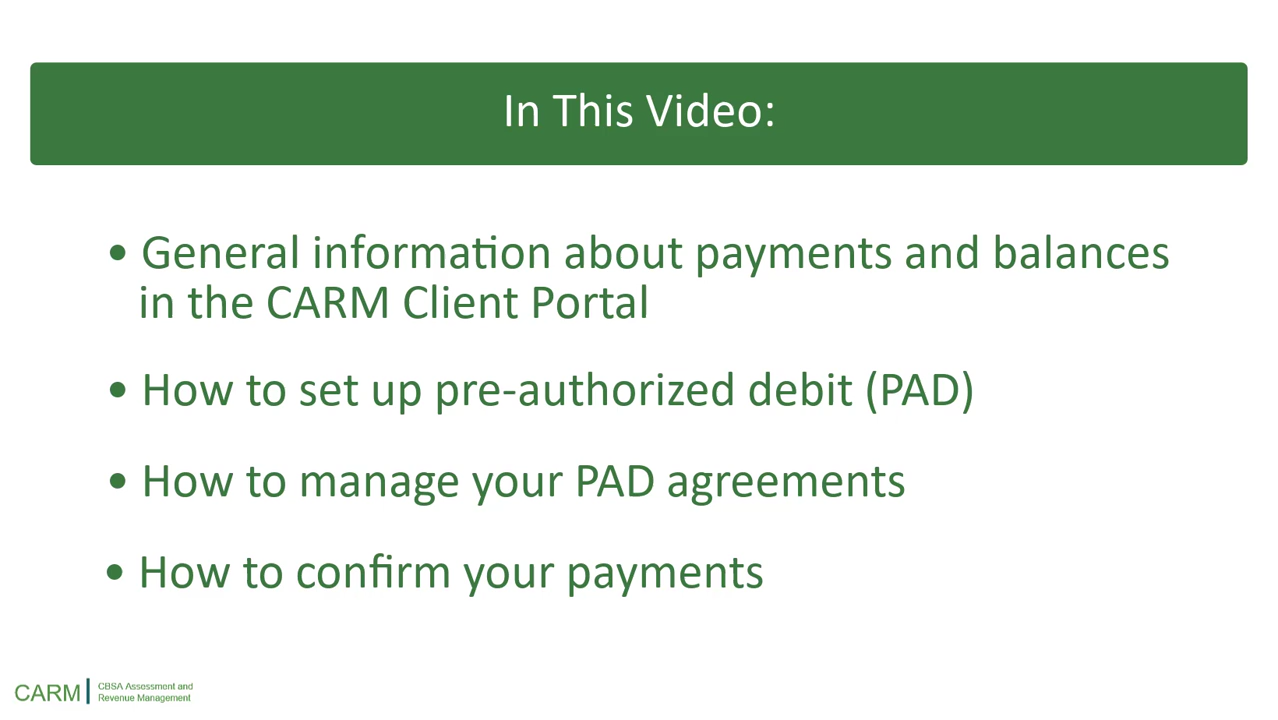 In This Video:
• General information about payments and balances
in the CARM Client Portal
• How to set up pre-authorized debit (PAD)
• How to manage your PAD agreements
• How to confirm your payments
CARM | CBSA Assessment and
Revenue Management